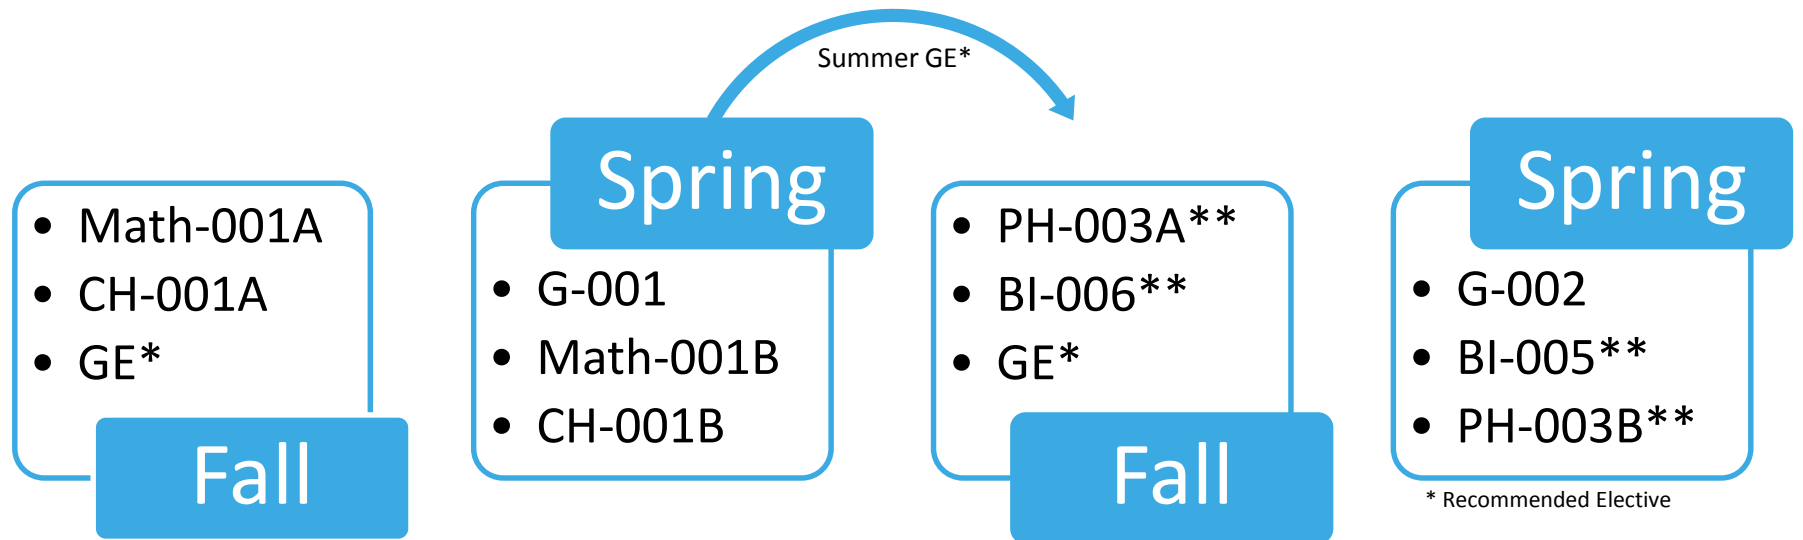 Summer GE*
• Math-001A
• CH-001A
• GE*
Fall
Spring
• G-001
• Math-001B
• CH-001B
• PH-003A**
• BI-006**
• GE*
Fall
Spring
• G-002
• BI-005**
• PH-003B**
* Recommended Elective